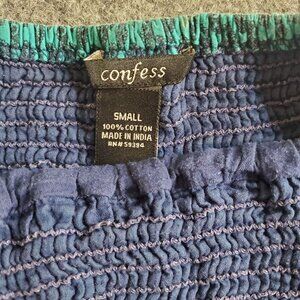 confess
SMALL
100% COTTON
MADE IN INDIA
RN# 59394